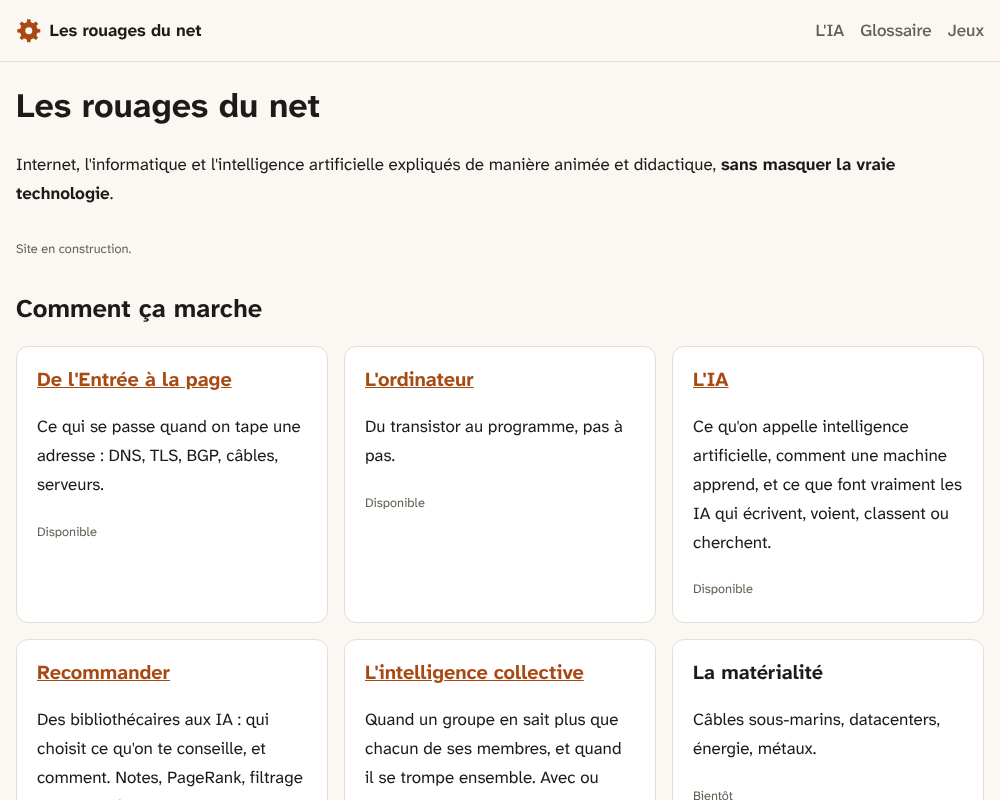 Les rouages du net
L'IA Glossaire Jeux
Les rouages du net
Internet, l'informatique et l'intelligence artificielle expliqués de manière animée et didactique, sans masquer la vraie
technologie.
Site en construction.
Comment ça marche
De l'Entrée à la page
Ce qui se passe quand on tape une
adresse : DNS, TLS, BGP, câbles,
serveurs.
Disponible
L'ordinateur
Du transistor au programme, pas à
pas.
Disponible
L'IA
Ce qu'on appelle intelligence
artificielle, comment une machine
apprend, et ce que font vraiment les
IA qui écrivent, voient, classent ou
cherchent.
Disponible
Recommander
Des bibliothécaires aux IA : qui
choisit ce qu'on te conseille, et
comment. Notes, PageRank, filtrage
L'intelligence collective
Quand un groupe en sait plus que
chacun de ses membres, et quand
il se trompe ensemble. Avec ou
La matérialité
Câbles sous-marins, datacenters,
énergie, métaux.
Bientôt